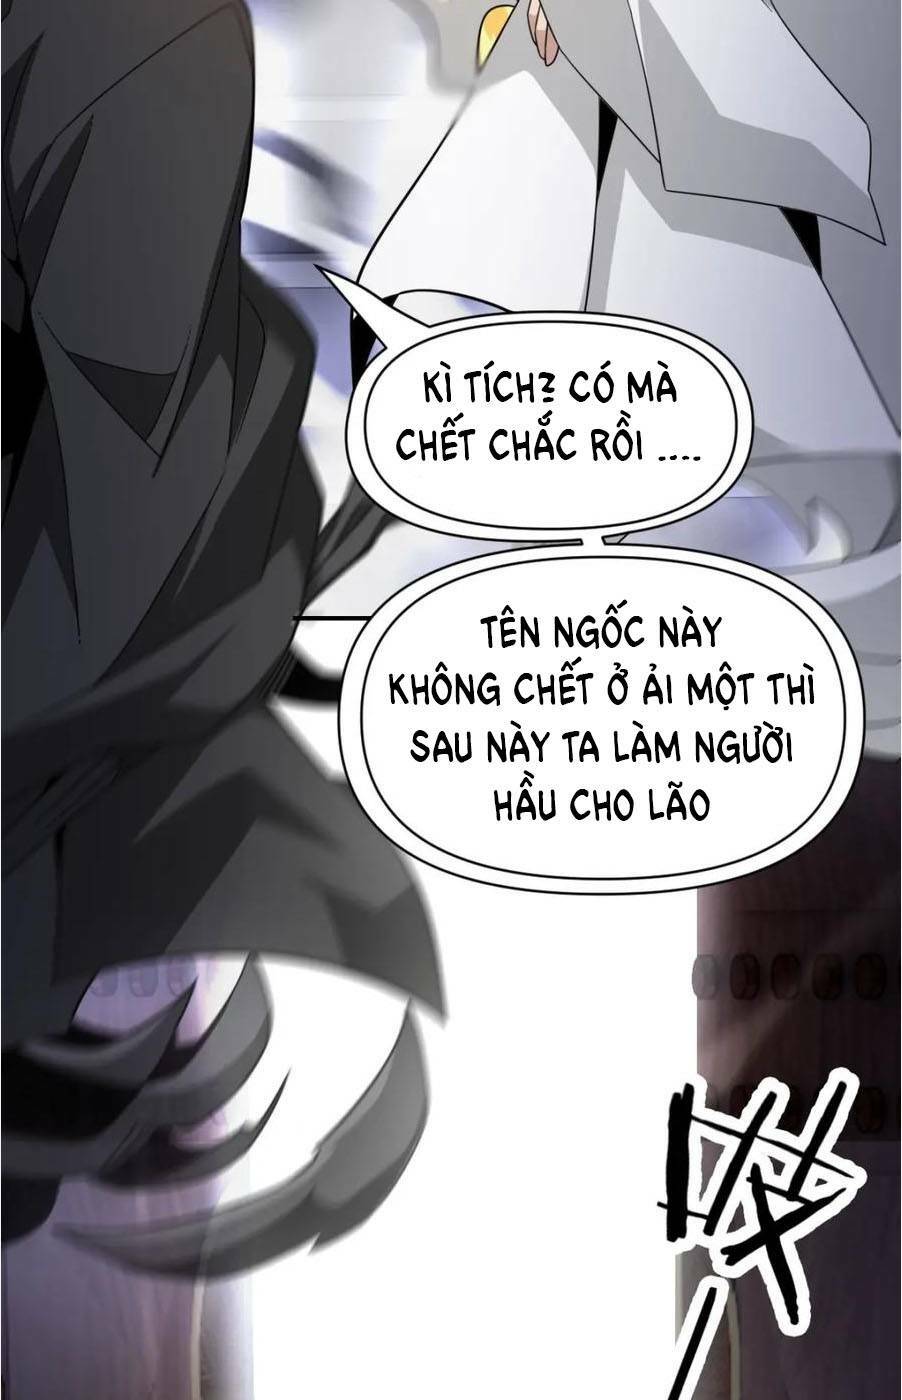 KÌ TÍCH? CÓ MÀ
CHẾT CHẮC RỒI ....
TÊN NGỐC NÀY
KHÔNG CHẾT Ở ẢI MỘT THÌ
SAU NÀY TA LÀM NGƯỜI
HẦU CHO LÃO